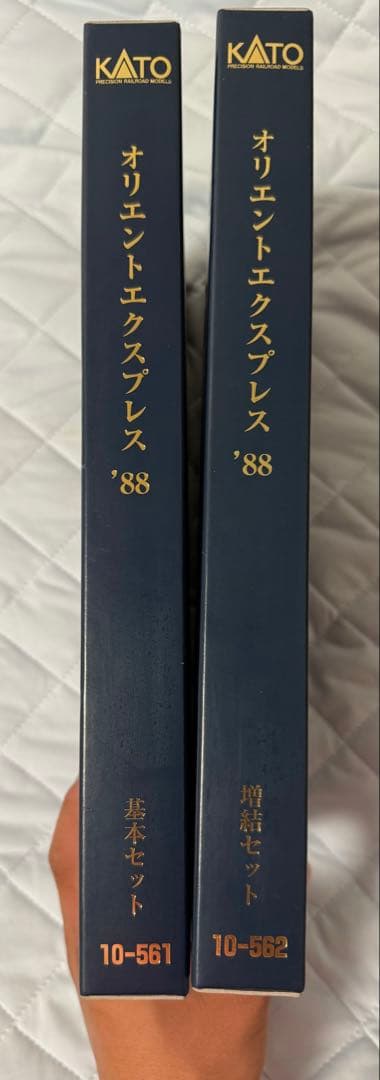 KATO
PRECISION RAILROAD MODELS
オリエントエクスプレス '88
基本セット
10-561
KATO
PRECISION RAILROAD MODELS
オリエントエクスプレス '88
増結セット
10-562